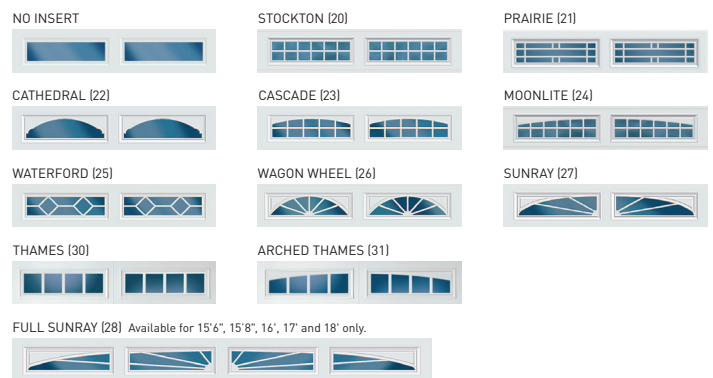 NO INSERT
STOCKTON (20)
PRAIRIE (21)
CATHEDRAL (22)
CASCADE (23)
MOONLITE (24)
WATERFORD (25)
WAGON WHEEL (26)
SUNRAY (27)
THAMES (30)
ARCHED THAMES (31)
FULL SUNRAY (28) Available for 15'6", 15'8", 16', 17' and 18' only.